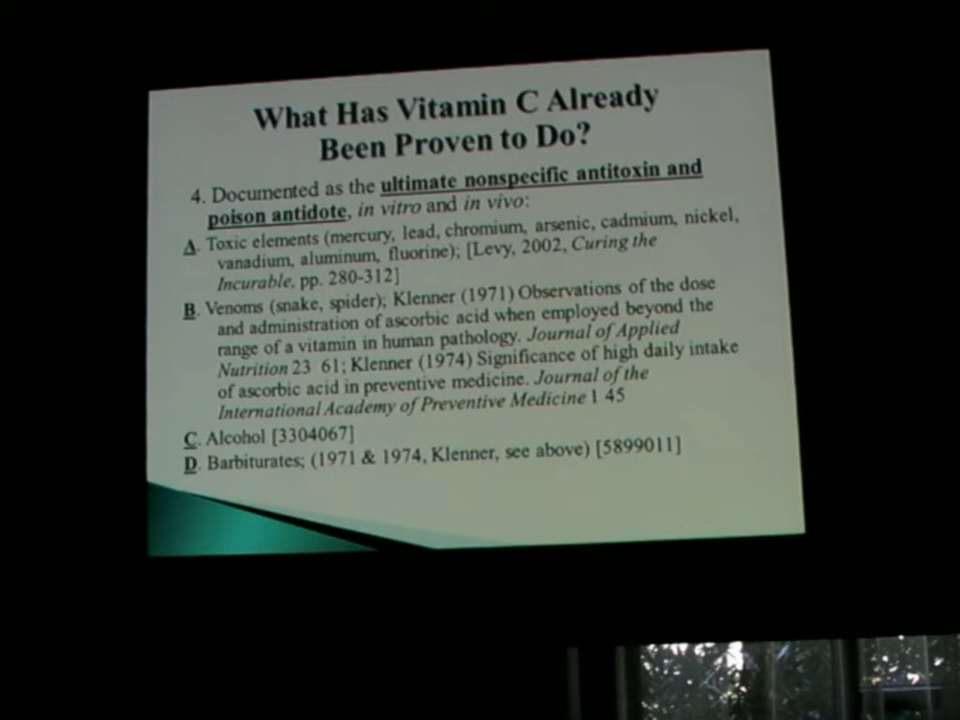 What Has Vitamin C Already
Been Proven to Do?
4. Documented as the ultimate nonspecific antitoxin and
poison antidote, in vitro and in vivo:
A. Toxic elements (mercury, lead, chromium, arsenic, cadmium, nickel,
vanadium, aluminum, fluorine); [Levy, 2002, Curing the
Incurable, pp. 280-312]
B. Venoms (snake, spider); Klenner (1971) Observations of the dose
and administration of ascorbic acid when employed beyond the
range of a vitamin in human pathology. Journal of Applied
Nutrition 23 61; Klenner (1974) Significance of high daily intake
of ascorbic acid in preventive medicine. Journal of the
International Academy of Preventive Medicine 1 45
C. Alcohol [3304067]
D. Barbiturates; (1971 & 1974, Klenner, see above) [5899011]